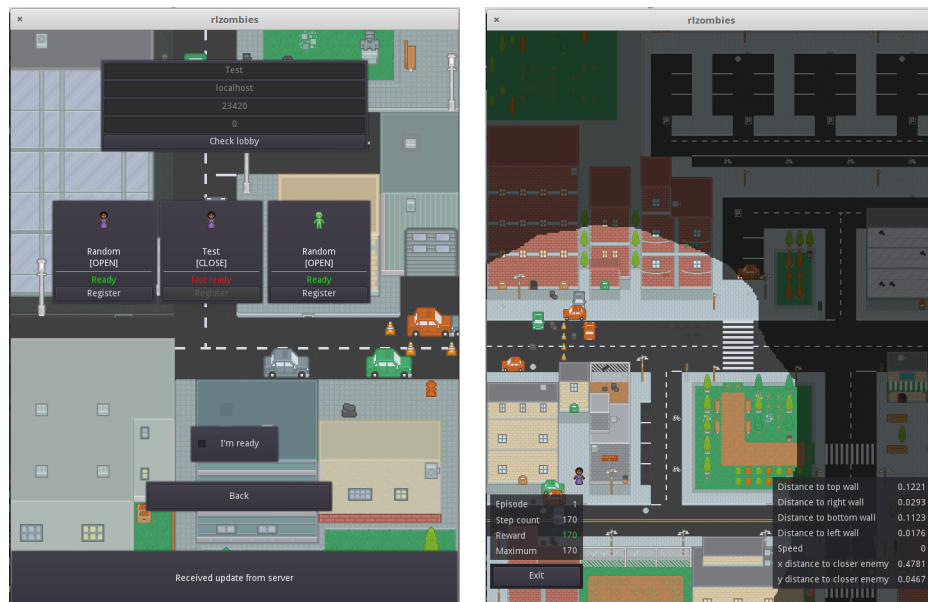 rlzombies
Test
localhost
23420
0
Check lobby
Random
[OPEN]
Ready
Register
Test
[CLOSE]
Not ready
Register
Random
[OPEN]
Ready
Register
I'm ready
Back
Received update from server
rlzombies
Episode 1
Step count 170
Reward 170
Maximum 170
Exit
Distance to top wall 0.1221
Distance to right wall 0.0293
Distance to bottom wall 0.1123
Distance to left wall 0.0176
Speed 0
x distance to closer enemy 0.4781
y distance to closer enemy 0.0467